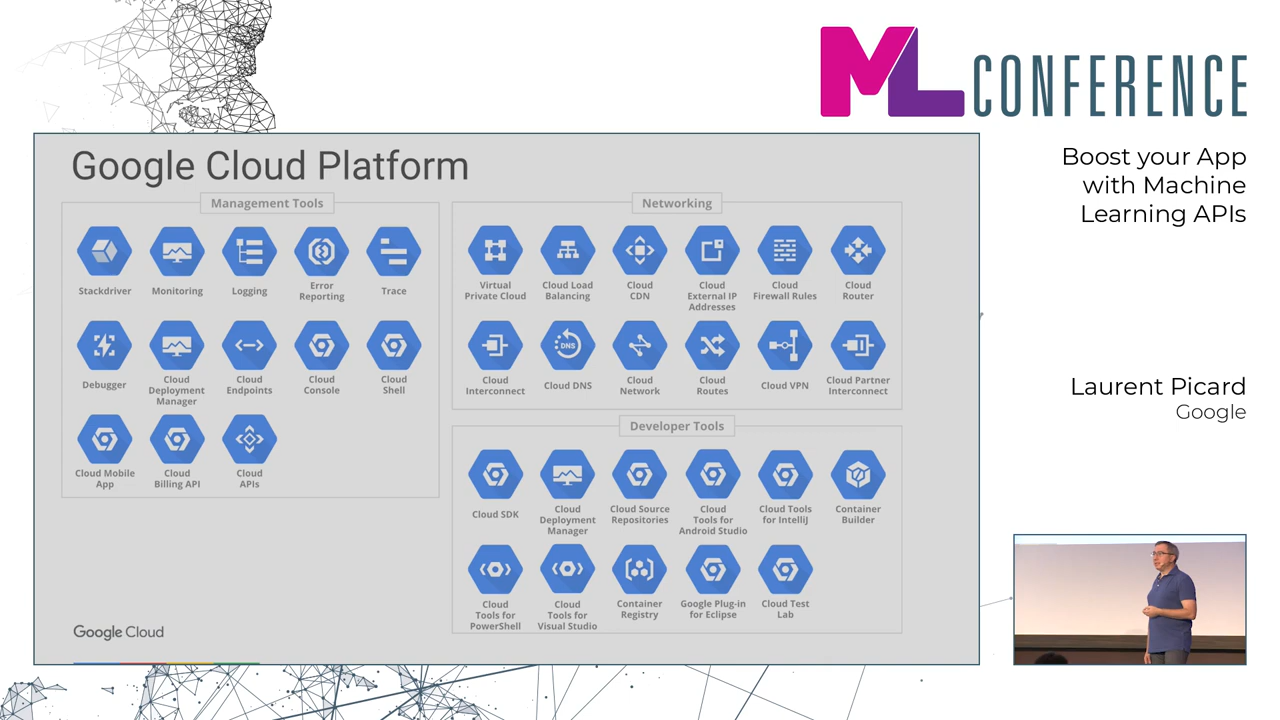 ML CONFERENCE
Boost your App
with Machine
Learning APIs
Laurent Picard
Google
Google Cloud Platform
Management Tools
Stackdriver
Monitoring
Logging
Error
Reporting
Trace
Debugger
Cloud
Deployment
Manager
Cloud
Endpoints
Cloud
Console
Cloud
Shell
Cloud Mobile
App
Cloud
Billing API
Cloud
APIs
Networking
Virtual
Private Cloud
Cloud Load
Balancing
Cloud
CDN
Cloud
External IP
Addresses
Cloud
Firewall Rules
Cloud
Router
Cloud
Interconnect
DNS
Cloud DNS
Cloud
Network
Cloud
Routes
Cloud VPN
Cloud Partner
Interconnect
Developer Tools
Cloud SDK
Cloud
Deployment
Manager
Cloud Source
Repositories
Cloud
Tools for
Android Studio
Cloud Tools
for IntelliJ
Container
Builder
Cloud
Tools for
PowerShell
Cloud
Tools for
Visual Studio
Container
Registry
Google Plug-in
for Eclipse
Cloud Test
Lab
Google Cloud